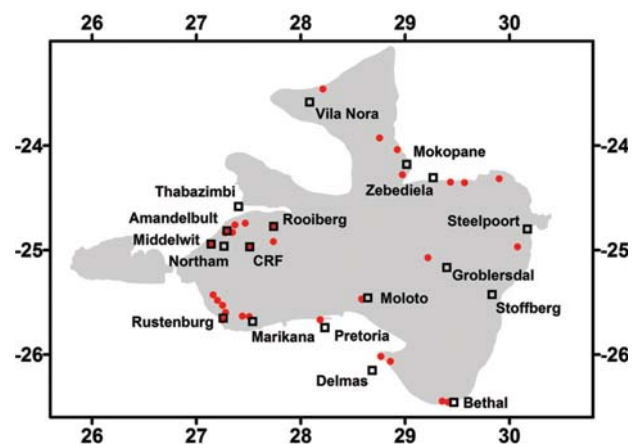 26 27 28 29 30
Vila Nora
-24 -24
Mokopane
Thabazimbi Zebediela
Amandelbult Rooiberg Steelpoort
Middelwit
-25 -25
Northam CRF
Groblersdal
Moloto Stoffberg
Rustenburg
Marikana Pretoria
-26 -26
Delmas
Bethal
26 27 28 29 30